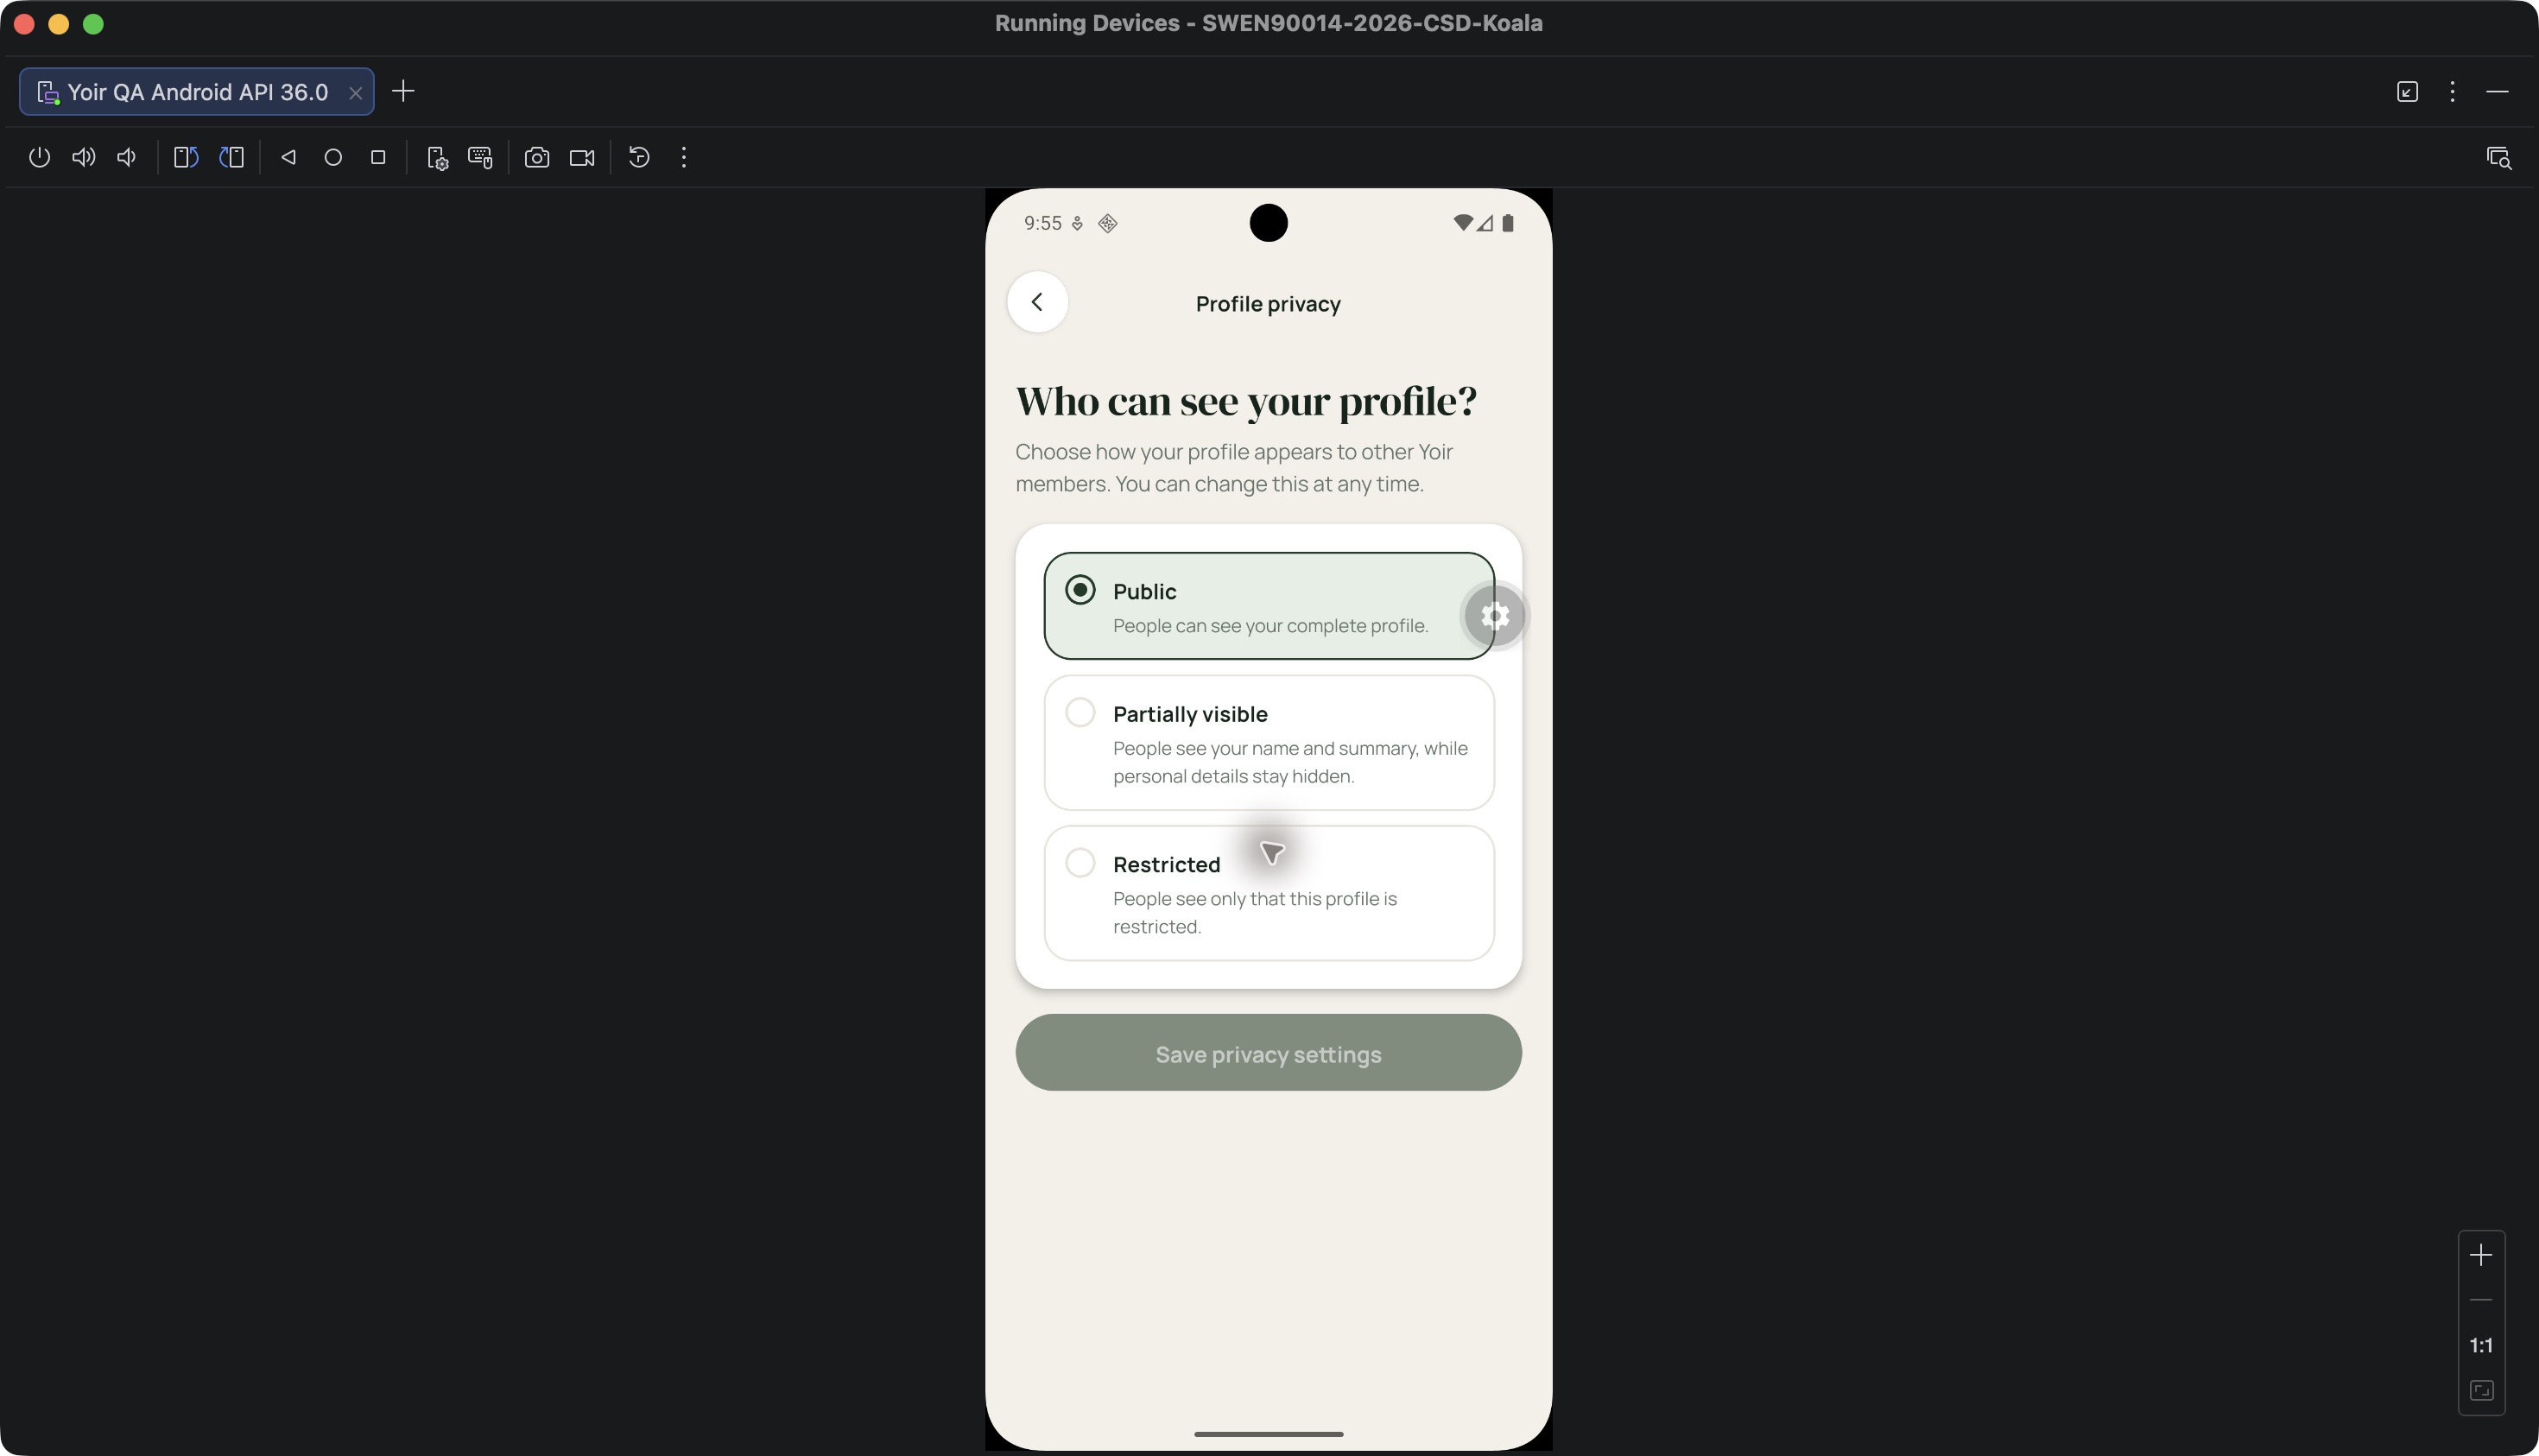 Running Devices - SWEN90014-2026-CSD-Koala
Yoir QA Android API 36.0
9:55
Profile privacy
Who can see your profile?
Choose how your profile appears to other Yoir
members. You can change this at any time.
Public
People can see your complete profile.
Partially visible
People see your name and summary, while
personal details stay hidden.
Restricted
People see only that this profile is
restricted.
Save privacy settings
1:1